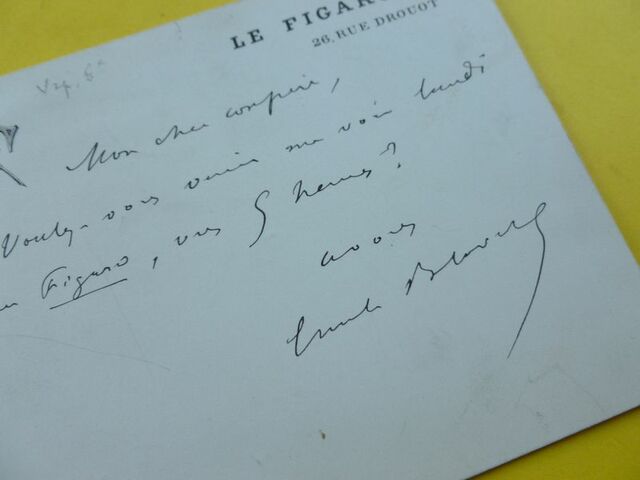 LE FIGARO
26, RUE DROUOT
Mon cher confrère,
Voulez-vous venir me voir lundi
au Figaro, vers 5 heures?
Emile Blavet